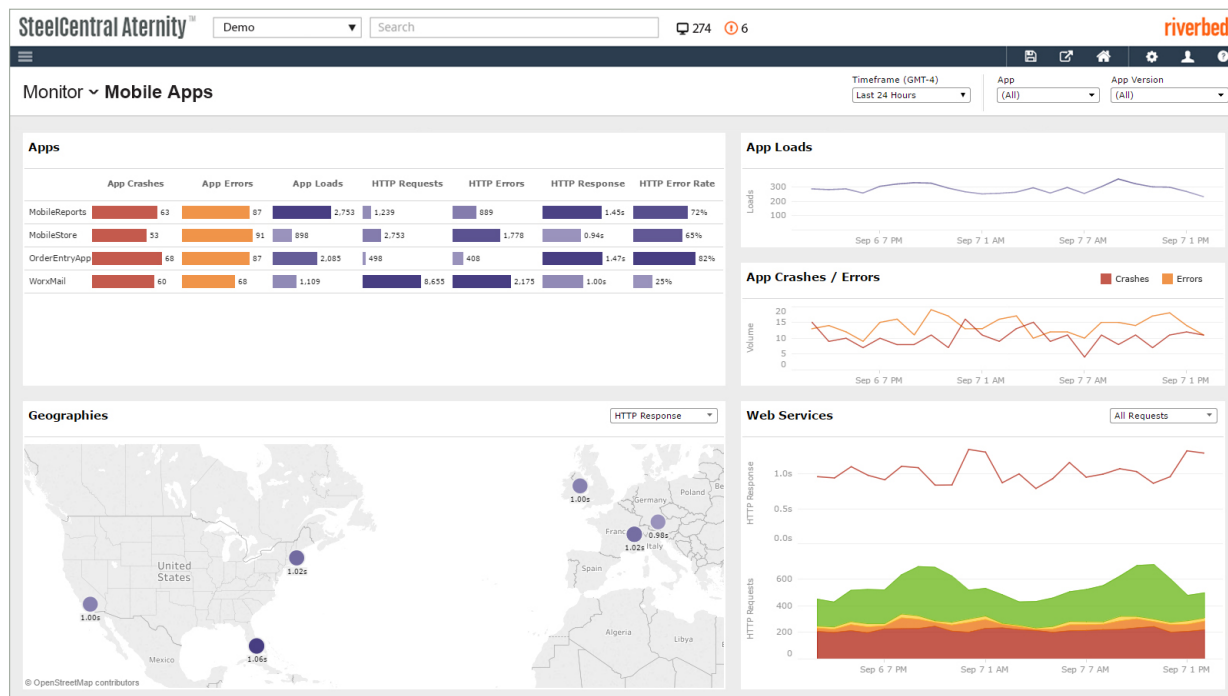 SteelCentral Aternity™ Demo Search 274 6 riverbed
Monitor Mobile Apps
Timeframe (GMT-4) App App Version
Last 24 Hours (All) (All)
Apps
App Crashes App Errors App Loads HTTP Requests HTTP Errors HTTP Response HTTP Error Rate
MobileReports 63 87 2,753 1,239 889 1.45s 72%
MobileStore 53 91 898 2,753 1,778 0.94s 65%
OrderEntryApp 68 87 2,085 498 408 1.47s 82%
WorxMail 60 68 1,109 8,655 2,175 1.00s 25%
App Loads
Loads
300
200
100
Sep 6 7 PM Sep 7 1 AM Sep 7 7 AM Sep 7 1 PM
App Crashes / Errors Crashes Errors
Volume
20
15
10
5
0
Sep 6 7 PM Sep 7 1 AM Sep 7 7 AM Sep 7 1 PM
Geographies HTTP Response
United
States
Mexico
1.00s
1.02s
1.06s
1.00s
Germany
Poland
Be
Franc
0.98s
1.02s
Italy
Spain
Algeria
Libya
© OpenStreetMap contributors
Web Services All Requests
HTTP Response
1.0s
0.5s
0.0s
HTTP Requests
600
400
200
0
Sep 6 7 PM Sep 7 1 AM Sep 7 7 AM Sep 7 1 PM